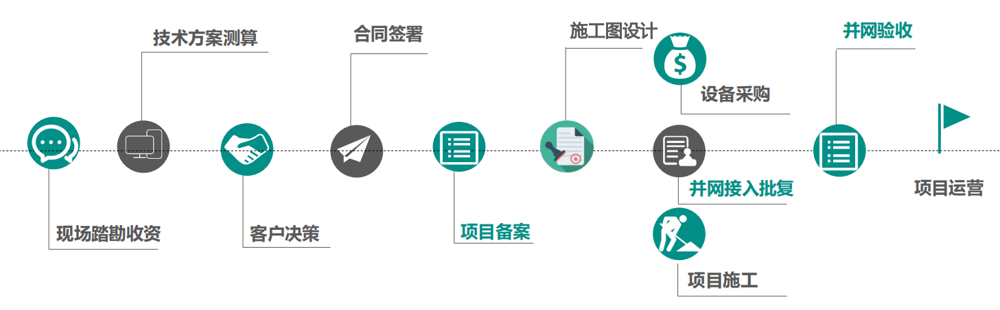 现场踏勘收资
技术方案测算
客户决策
合同签署
项目备案
施工图设计
$
设备采购
并网接入批复
项目施工
并网验收
项目运营